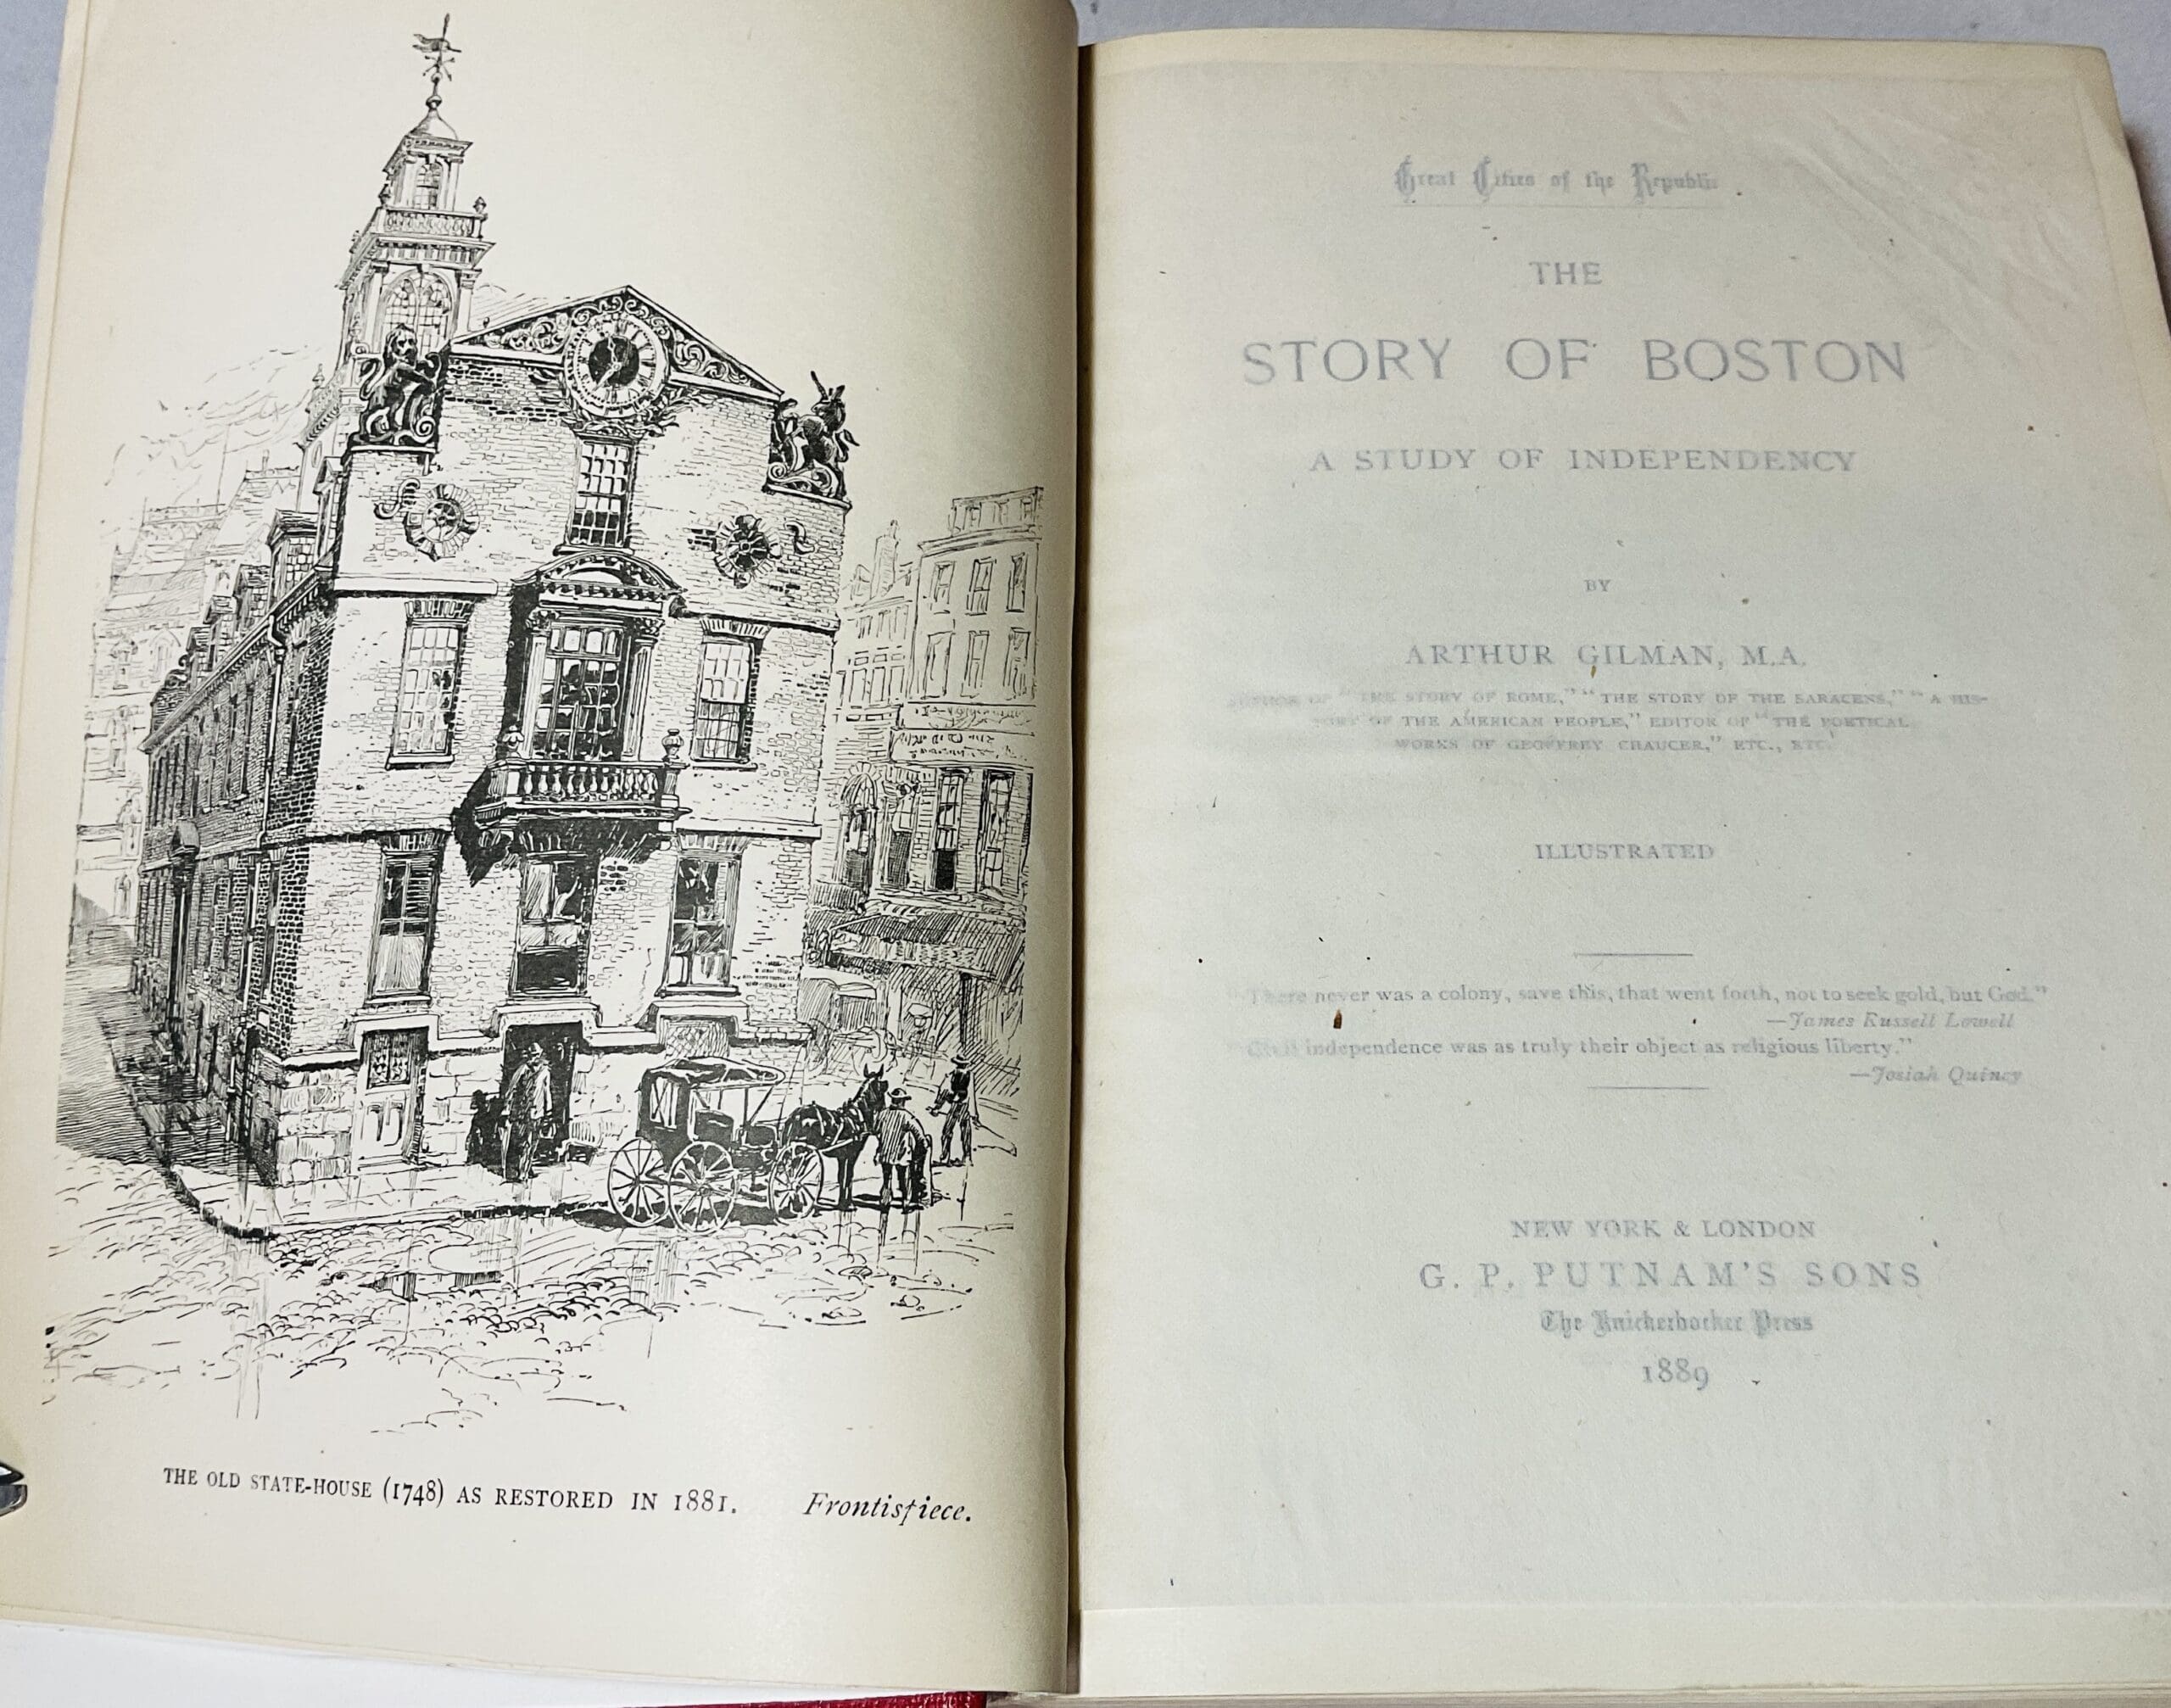 THE OLD STATE-HOUSE (1748) AS RESTORED IN 1881. Frontispiece.
Great Cities of the Republic
THE
STORY OF BOSTON
A STUDY OF INDEPENDENCY
BY
ARTHUR GILMAN, M.A.
AUTHOR OF "THE STORY OF ROME," "THE STORY OF THE SARACENS," "A HIS-
TORY OF THE AMERICAN PEOPLE," EDITOR OF "THE POETICAL
WORKS OF GEOFFREY CHAUCER," ETC., ETC.
ILLUSTRATED
"There never was a colony, save this, that went forth, not to seek gold, but God."
—James Russell Lowell
independence was as truly their object as religious liberty."
—Josiah Quincy
NEW YORK & LONDON
G. P. PUTNAM'S SONS
The Knickerbocker Press
1889